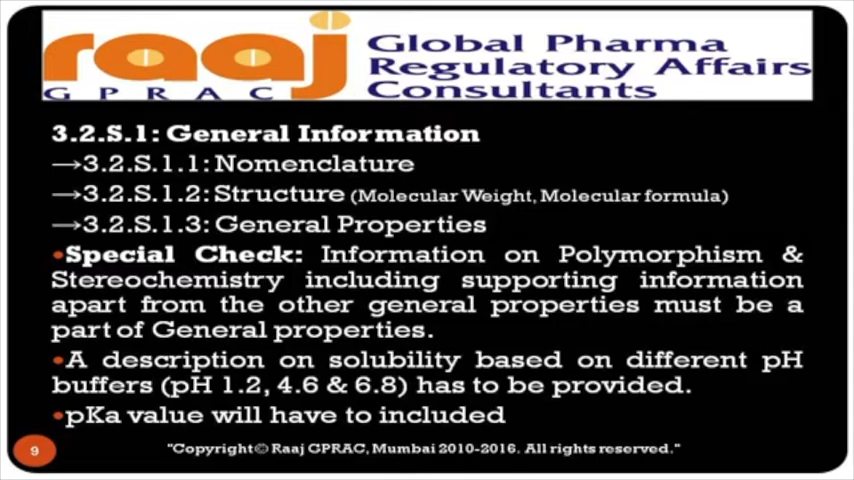 raaj Global Pharma
Regulatory Affairs
GPRAC Consultants
3.2.S.1: General Information
→3.2.S.1.1: Nomenclature
→3.2.S.1.2: Structure (Molecular Weight, Molecular formula)
→3.2.S.1.3: General Properties
•Special Check: Information on Polymorphism &
Stereochemistry including supporting information
apart from the other general properties must be a
part of General properties.
•A description on solubility based on different pH
buffers (pH 1.2, 4.6 & 6.8) has to be provided.
•pKa value will have to included
9 "Copyright© Raaj GPRAC, Mumbai 2010-2016. All rights reserved."